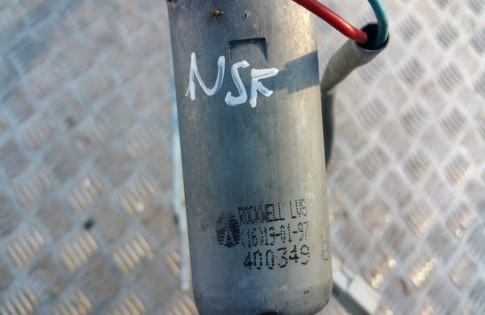 NSF
ROCKWELL LVS
(16)19-01-97
400349